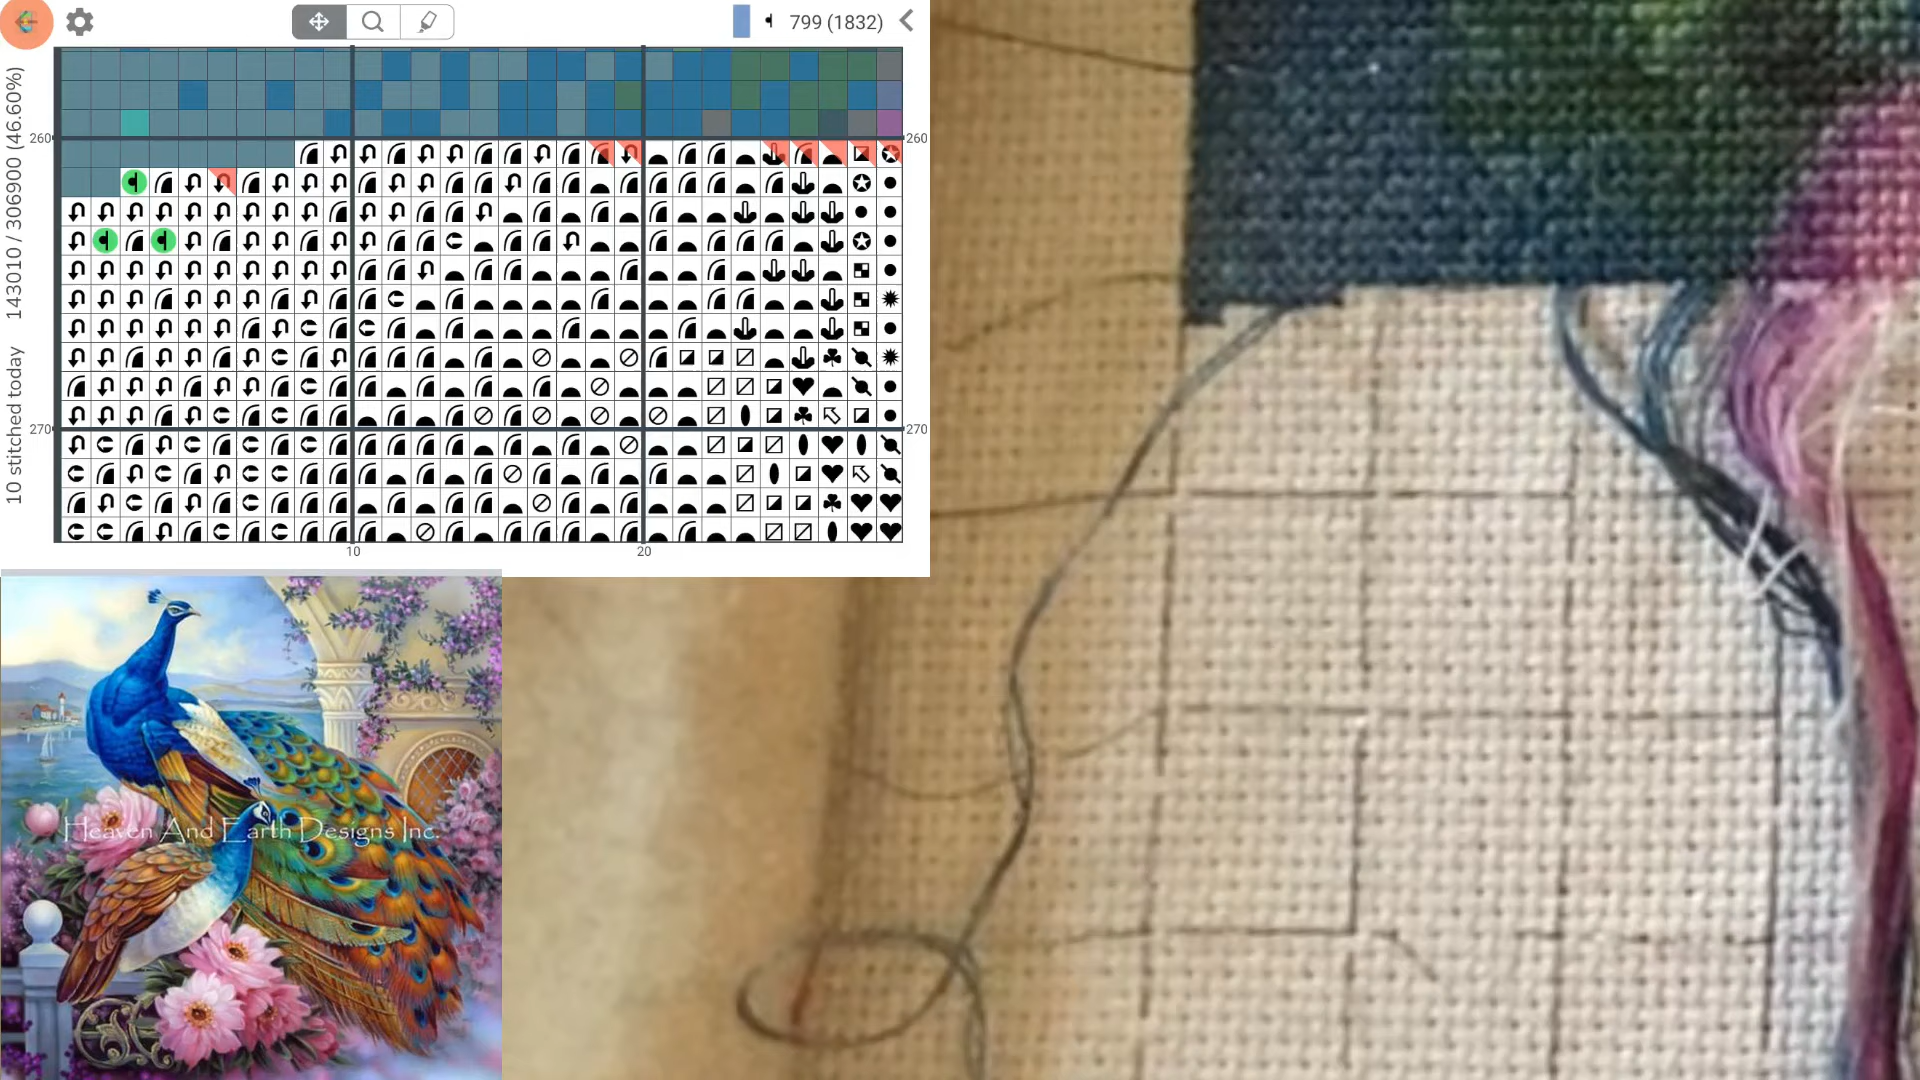 799 (1832)
10 stitched today 143010 / 306900 (46.60%)
260 260
270 270
10 20
Heaven And Earth Designs Inc.